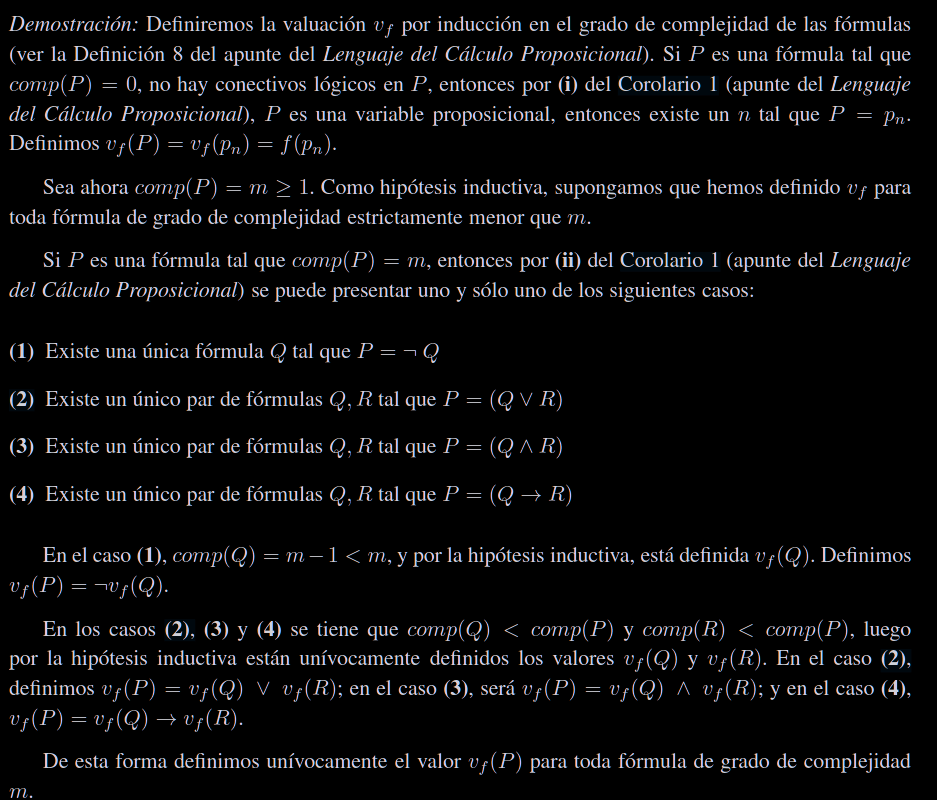 Demostración: Definiremos la valuación v_f por inducción en el grado de complejidad de las fórmulas
(ver la Definición 8 del apunte del Lenguaje del Cálculo Proposicional). Si P es una fórmula tal que
comp(P) = 0, no hay conectivos lógicos en P, entonces por (i) del Corolario 1 (apunte del Lenguaje
del Cálculo Proposicional), P es una variable proposicional, entonces existe un n tal que P = p_n.
Definimos v_f(P) = v_f(p_n) = f(p_n).
Sea ahora comp(P) = m ≥ 1. Como hipótesis inductiva, supongamos que hemos definido v_f para
toda fórmula de grado de complejidad estrictamente menor que m.
Si P es una fórmula tal que comp(P) = m, entonces por (ii) del Corolario 1 (apunte del Lenguaje
del Cálculo Proposicional) se puede presentar uno y sólo uno de los siguientes casos:
(1) Existe una única fórmula Q tal que P = ¬ Q
(2) Existe un único par de fórmulas Q, R tal que P = (Q ∨ R)
(3) Existe un único par de fórmulas Q, R tal que P = (Q ∧ R)
(4) Existe un único par de fórmulas Q, R tal que P = (Q → R)
En el caso (1), comp(Q) = m − 1 < m, y por la hipótesis inductiva, está definida v_f(Q). Definimos
v_f(P) = ¬v_f(Q).
En los casos (2), (3) y (4) se tiene que comp(Q) < comp(P) y comp(R) < comp(P), luego
por la hipótesis inductiva están unívocamente definidos los valores v_f(Q) y v_f(R). En el caso (2),
definimos v_f(P) = v_f(Q) ∨ v_f(R); en el caso (3), será v_f(P) = v_f(Q) ∧ v_f(R); y en el caso (4),
v_f(P) = v_f(Q) → v_f(R).
De esta forma definimos unívocamente el valor v_f(P) para toda fórmula de grado de complejidad
m.